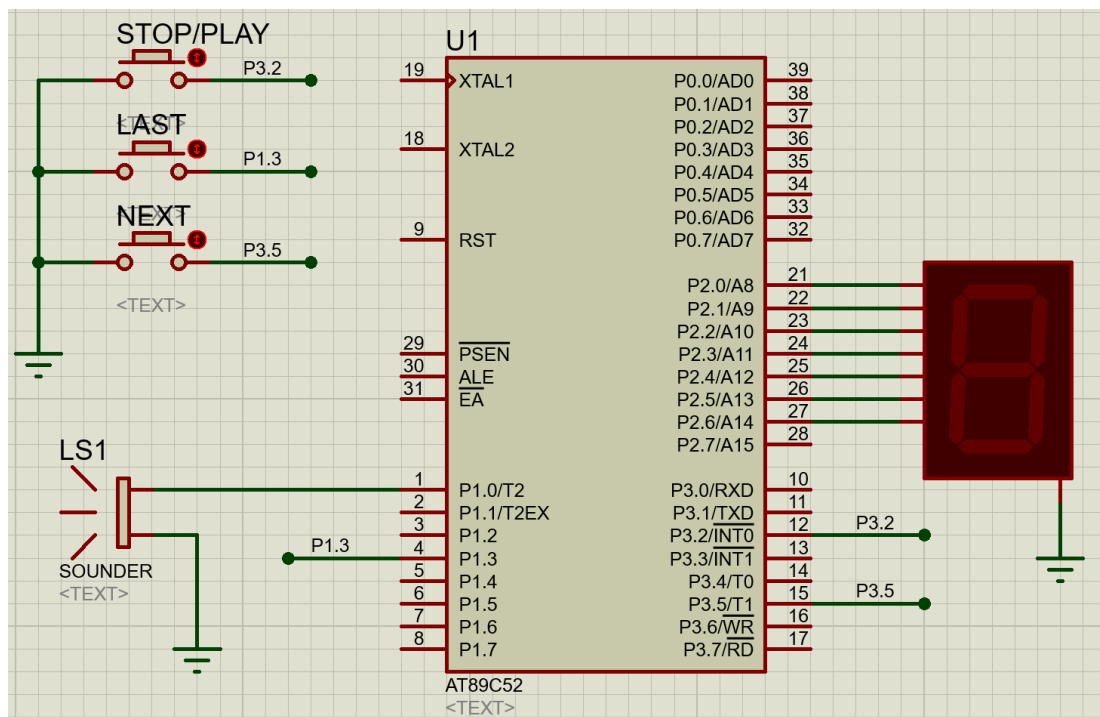 STOP/PLAY
P3.2
<TEXT>
LAST
P1.3
<TEXT>
NEXT
P3.5
<TEXT>
LS1
SOUNDER
<TEXT>
P1.3
U1
19 XTAL1
18 XTAL2
9 RST
29 PSEN
30 ALE
31 EA
1 P1.0/T2
2 P1.1/T2EX
3 P1.2
4 P1.3
5 P1.4
6 P1.5
7 P1.6
8 P1.7
P0.0/AD0 39
P0.1/AD1 38
P0.2/AD2 37
P0.3/AD3 36
P0.4/AD4 35
P0.5/AD5 34
P0.6/AD6 33
P0.7/AD7 32
P2.0/A8 21
P2.1/A9 22
P2.2/A10 23
P2.3/A11 24
P2.4/A12 25
P2.5/A13 26
P2.6/A14 27
P2.7/A15 28
P3.0/RXD 10
P3.1/TXD 11
P3.2/INT0 12
P3.3/INT1 13
P3.4/T0 14
P3.5/T1 15
P3.6/WR 16
P3.7/RD 17
P3.2
P3.5
AT89C52
<TEXT>